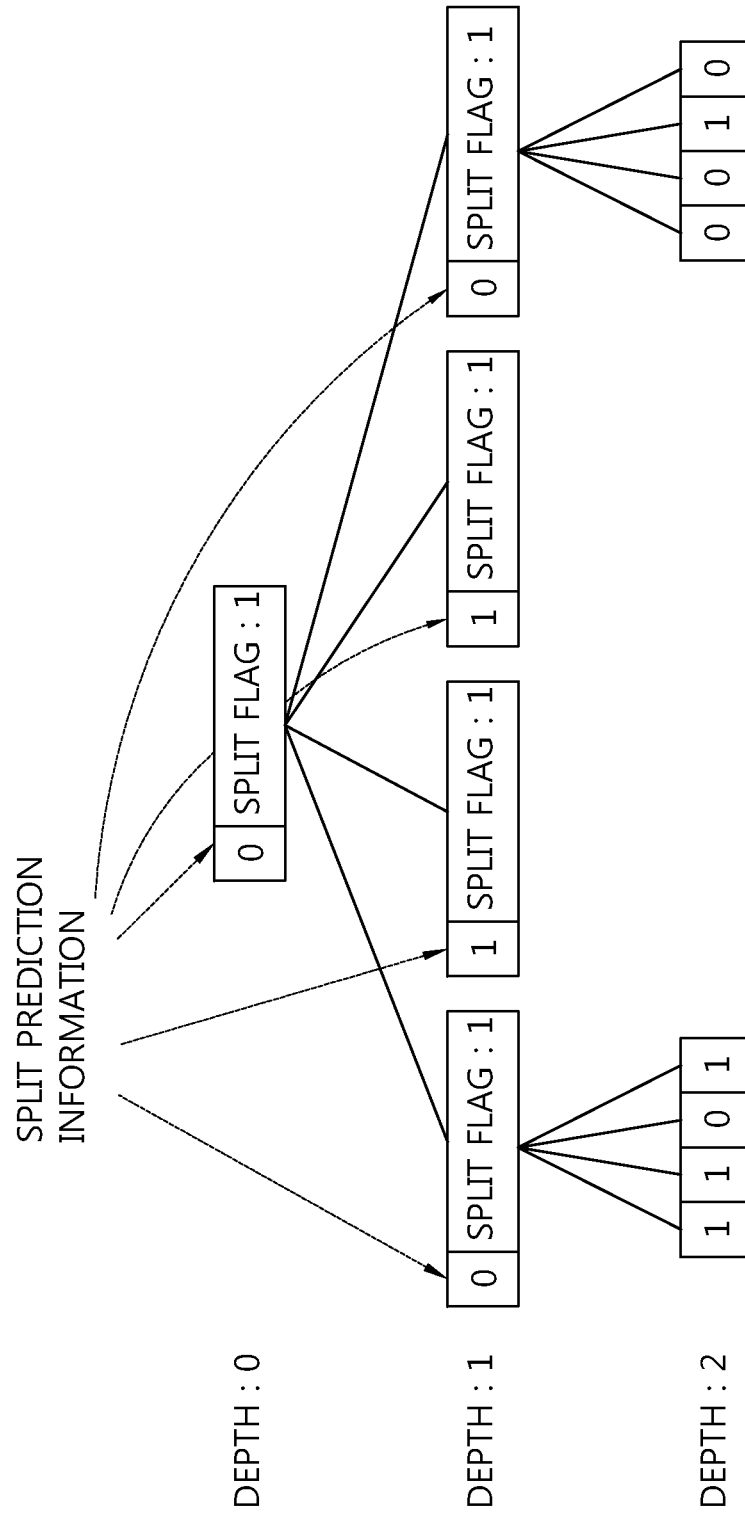 SPLIT PREDICTION
INFORMATION
DEPTH : 0
0 SPLIT FLAG : 1
DEPTH : 1
0 SPLIT FLAG : 1
1 SPLIT FLAG : 1
1 SPLIT FLAG : 1
0 SPLIT FLAG : 1
DEPTH : 2
1 1 0 1
0 0 1 0